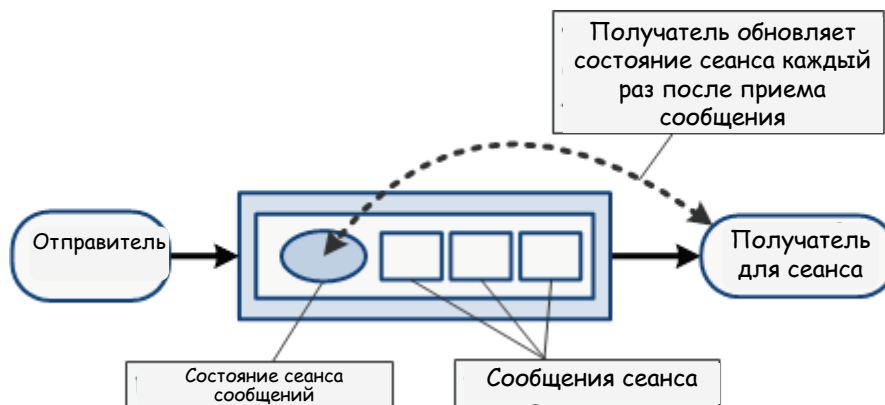 Получатель обновляет
состояние сеанса каждый
раз после приема
сообщения
Отправитель
Получатель
для сеанса
Состояние сеанса
сообщений
Сообщения сеанса